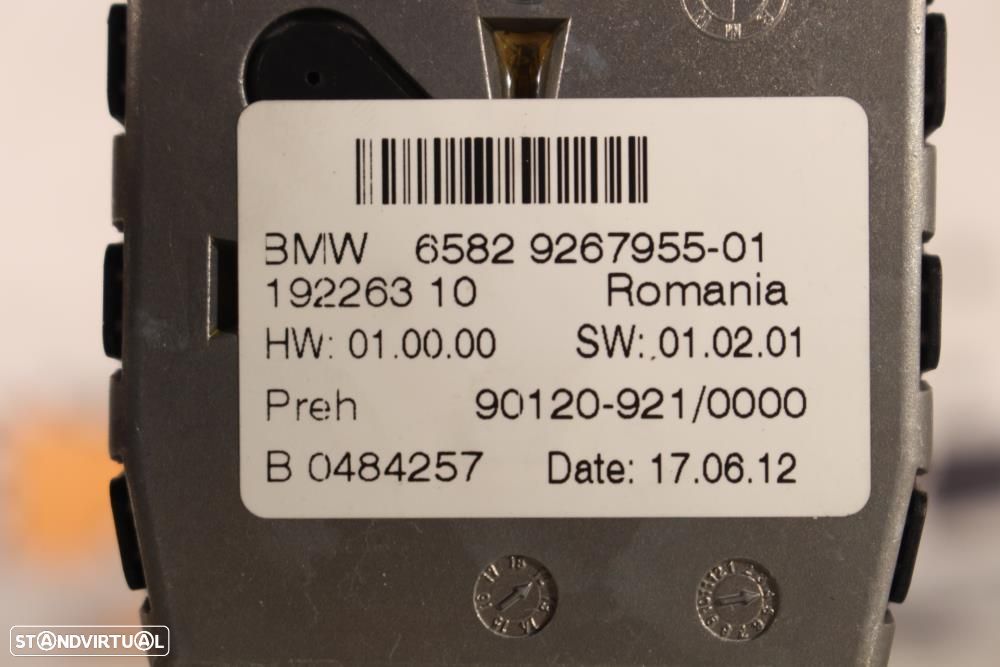 BMW 6582 9267955-01
192263 10 Romania
HW: 01.00.00 SW: 01.02.01
Preh 90120-921/0000
B 0484257 Date: 17.06.12
STANDVIRTUAL